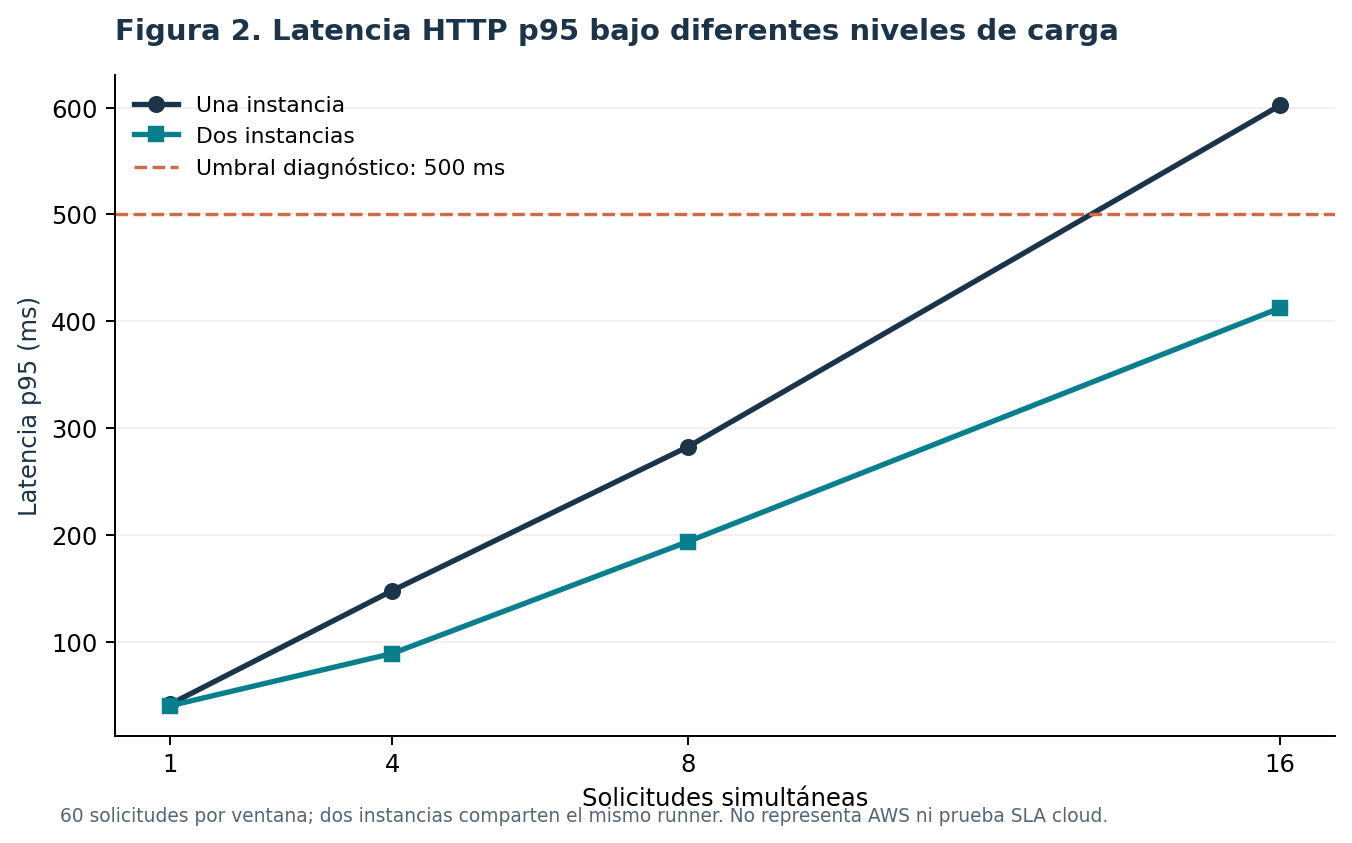 Figura 2. Latencia HTTP p95 bajo diferentes niveles de carga
Una instancia
Dos instancias
Umbral diagnóstico: 500 ms
Latencia p95 (ms)
600
500
400
300
200
100
1 4 8 16
Solicitudes simultáneas
60 solicitudes por ventana; dos instancias comparten el mismo runner. No representa AWS ni prueba SLA cloud.